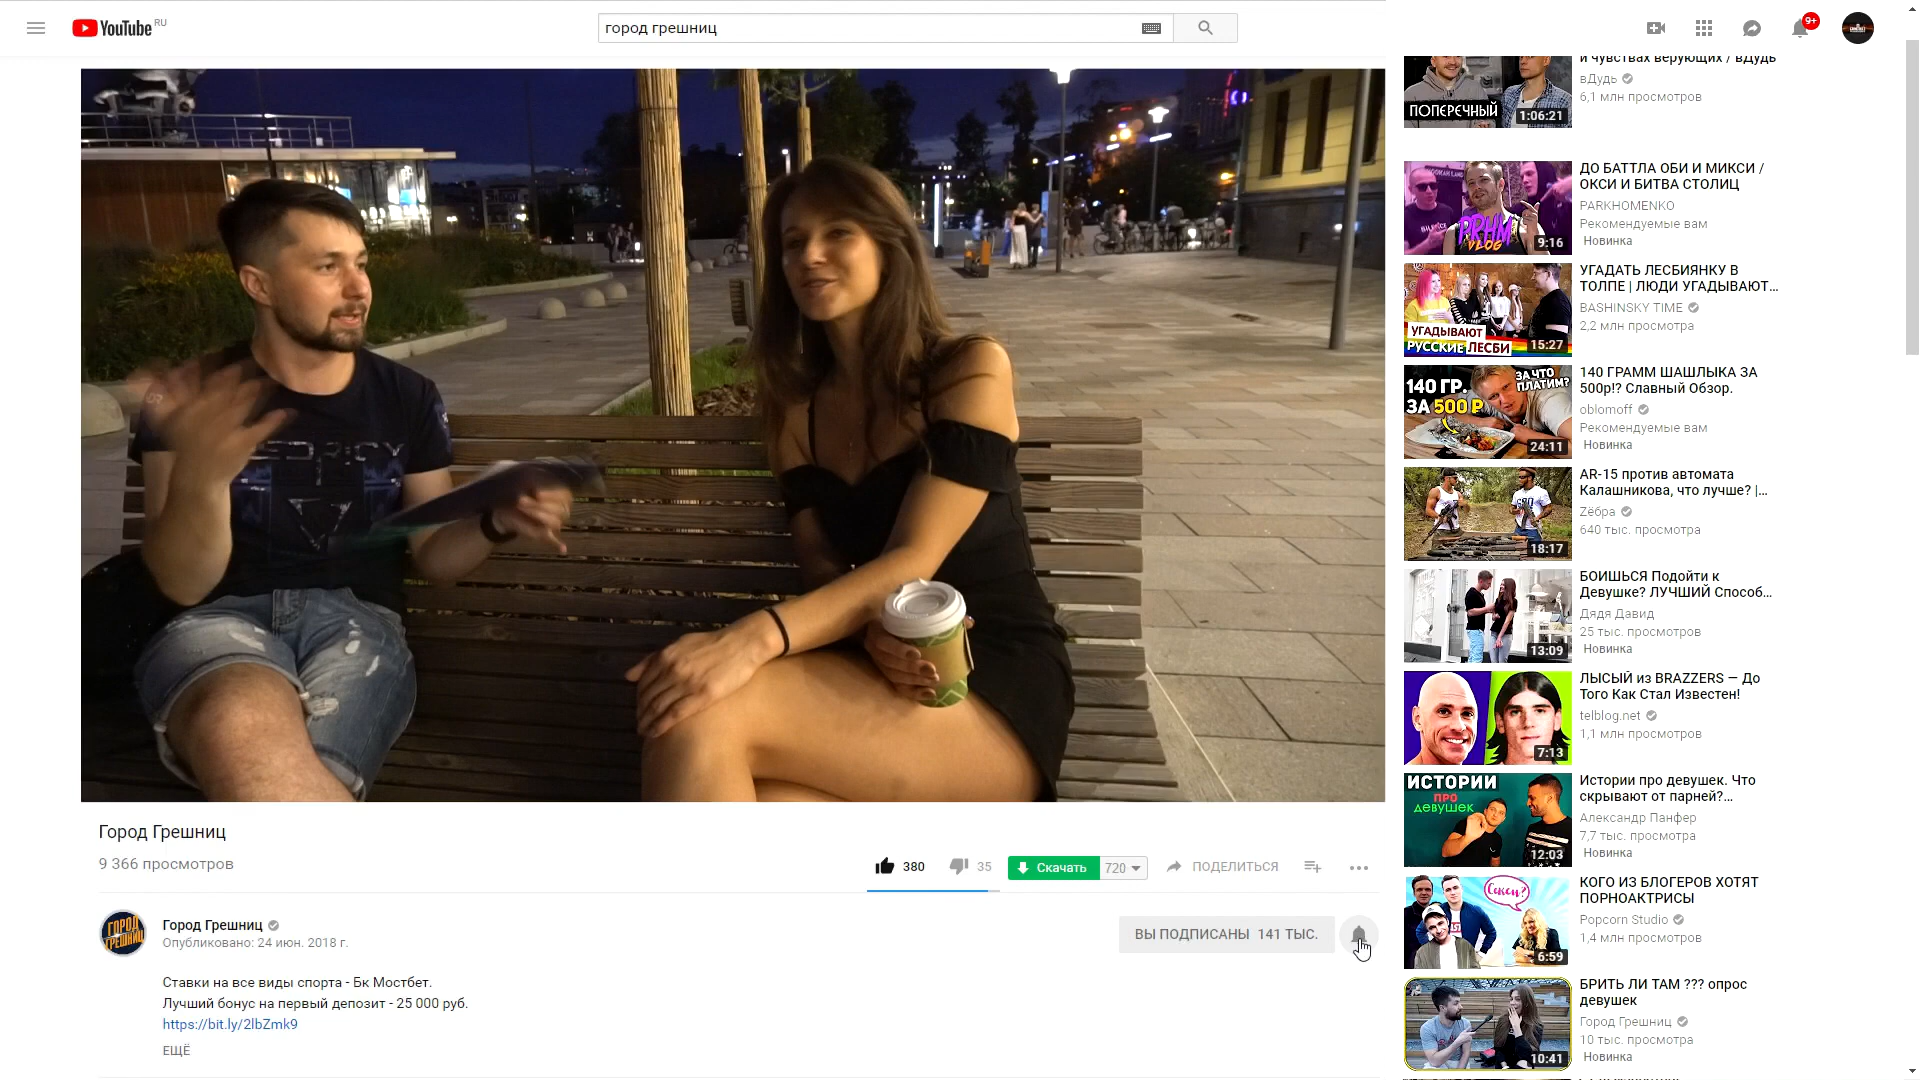 YouTube RU
город грешниц
9+
и чувствах верующих / вДудь
вДудь
6,1 млн просмотров
ПОПЕРЕЧНЫЙ
1:06:21
ДО БАТТЛА ОБИ И МИКСИ /
ОКСИ И БИТВА СТОЛИЦ
PARKHOMENKO
Рекомендуемые вам
Новинка
PRHM
VLOG
9:16
УГАДАТЬ ЛЕСБИЯНКУ В
ТОЛПЕ | ЛЮДИ УГАДЫВАЮТ...
BASHINSKY TIME
2,2 млн просмотра
УГАДЫВАЮТ
РУССКИЕ ЛЕСБИ
15:27
140 ГРАММ ШАШЛЫКА ЗА
500р!? Славный Обзор.
oblomoff
Рекомендуемые вам
Новинка
140 ГР.
ЗА 500 ₽
ЗА ЧТО
ПЛАТИМ?
24:11
AR-15 против автомата
Калашникова, что лучше? |...
Zёбра
640 тыс. просмотра
18:17
БОИШЬСЯ Подойти к
Девушке? ЛУЧШИЙ Способ...
Дядя Давид
25 тыс. просмотров
Новинка
13:09
ЛЫСЫЙ из BRAZZERS — До
Того Как Стал Известен!
telblog.net
1,1 млн просмотров
7:13
Истории про девушек. Что
скрывают от парней?...
Александр Панфер
7,7 тыс. просмотра
Новинка
ИСТОРИИ
ПРО
девушек
12:03
КОГО ИЗ БЛОГЕРОВ ХОТЯТ
ПОРНОАКТРИСЫ
Popcorn Studio
1,4 млн просмотров
6:59
БРИТЬ ЛИ ТАМ ??? опрос
девушек
Город Грешниц
10 тыс. просмотра
Новинка
10:41
Город Грешниц
9 366 просмотров
380
35
Скачать
720
ПОДЕЛИТЬСЯ
ГОРОД
ГРЕШНИЦ
Город Грешниц
Опубликовано: 24 июн. 2018 г.
ВЫ ПОДПИСАНЫ 141 ТЫС.
Ставки на все виды спорта - Бк Мостбет.
Лучший бонус на первый депозит - 25 000 руб.
https://bit.ly/2lbZmk9
ЕЩЁ